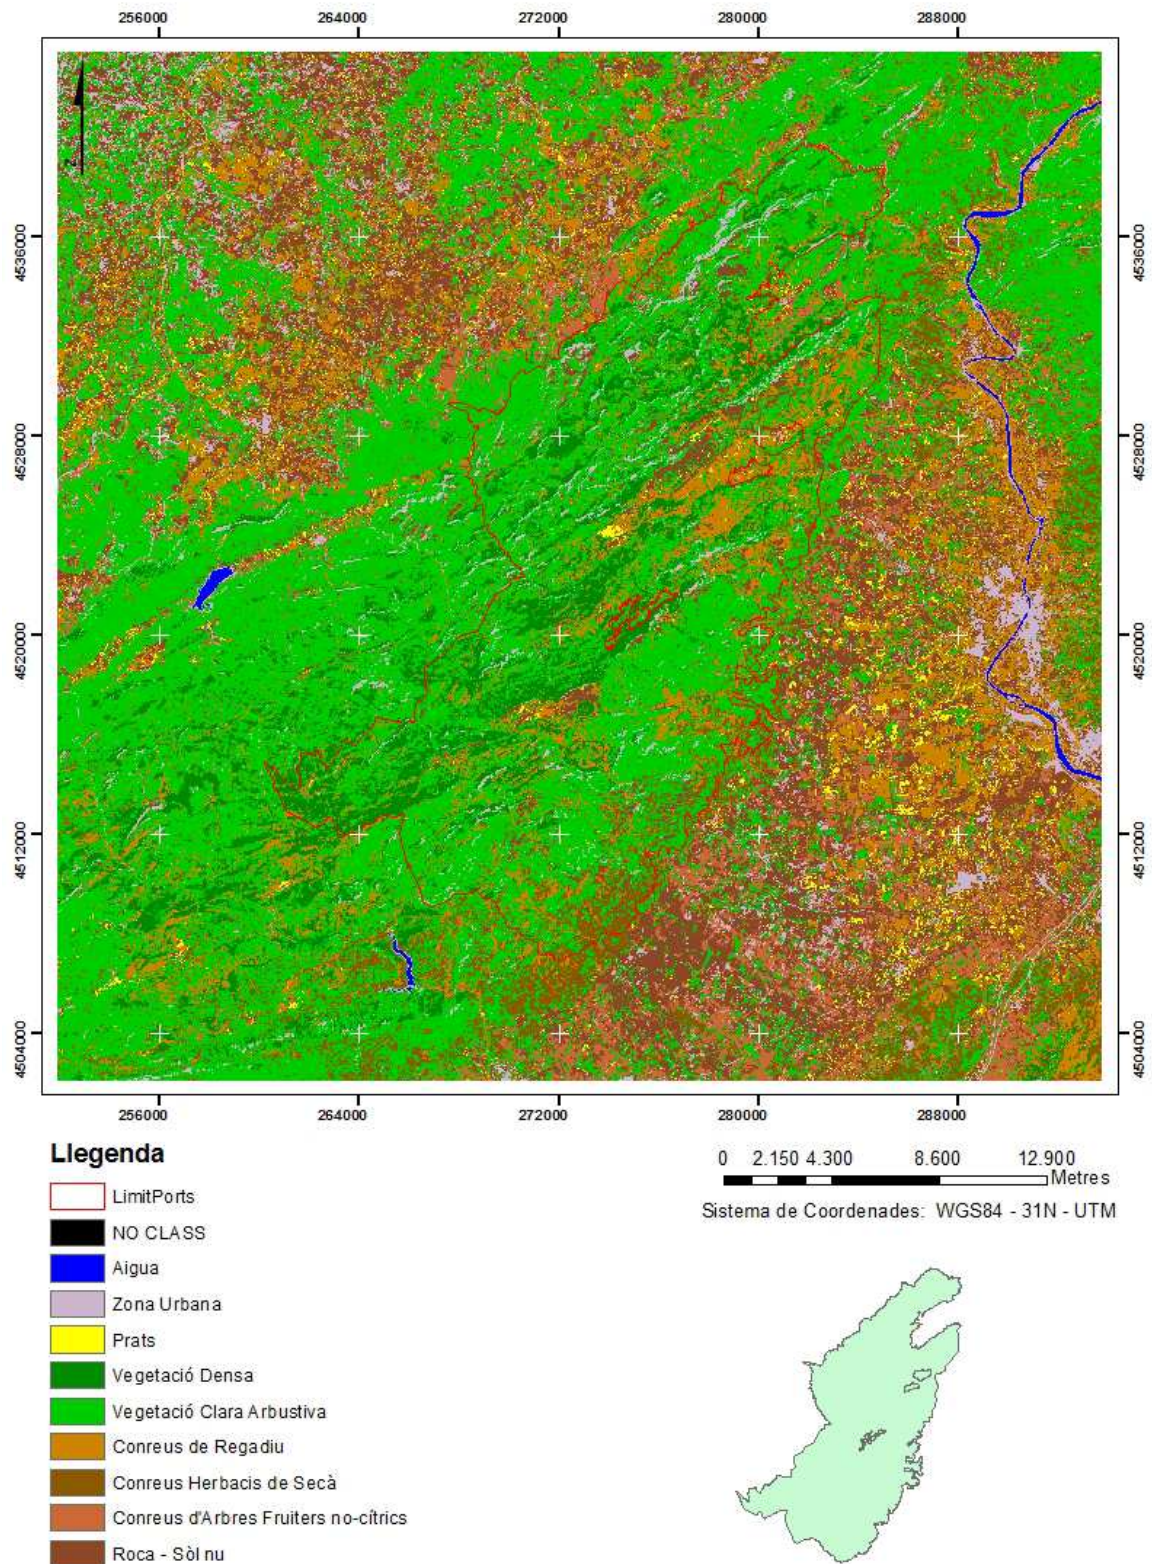 256000 264000 272000 280000 288000
N
4536000 4536000
4528000 4528000
4520000 4520000
4512000 4512000
4504000 4504000
256000 264000 272000 280000 288000
Llegenda
LimitPorts
NO CLASS
Aigua
Zona Urbana
Prats
Vegetació Densa
Vegetació Clara Arbustiva
Conreus de Regadiu
Conreus Herbacis de Secà
Conreus d'Arbres Fruiters no-cítrics
Roca - Sòl nu
0 2.150 4.300 8.600 12.900
Metres
Sistema de Coordenades: WGS84 - 31N - UTM